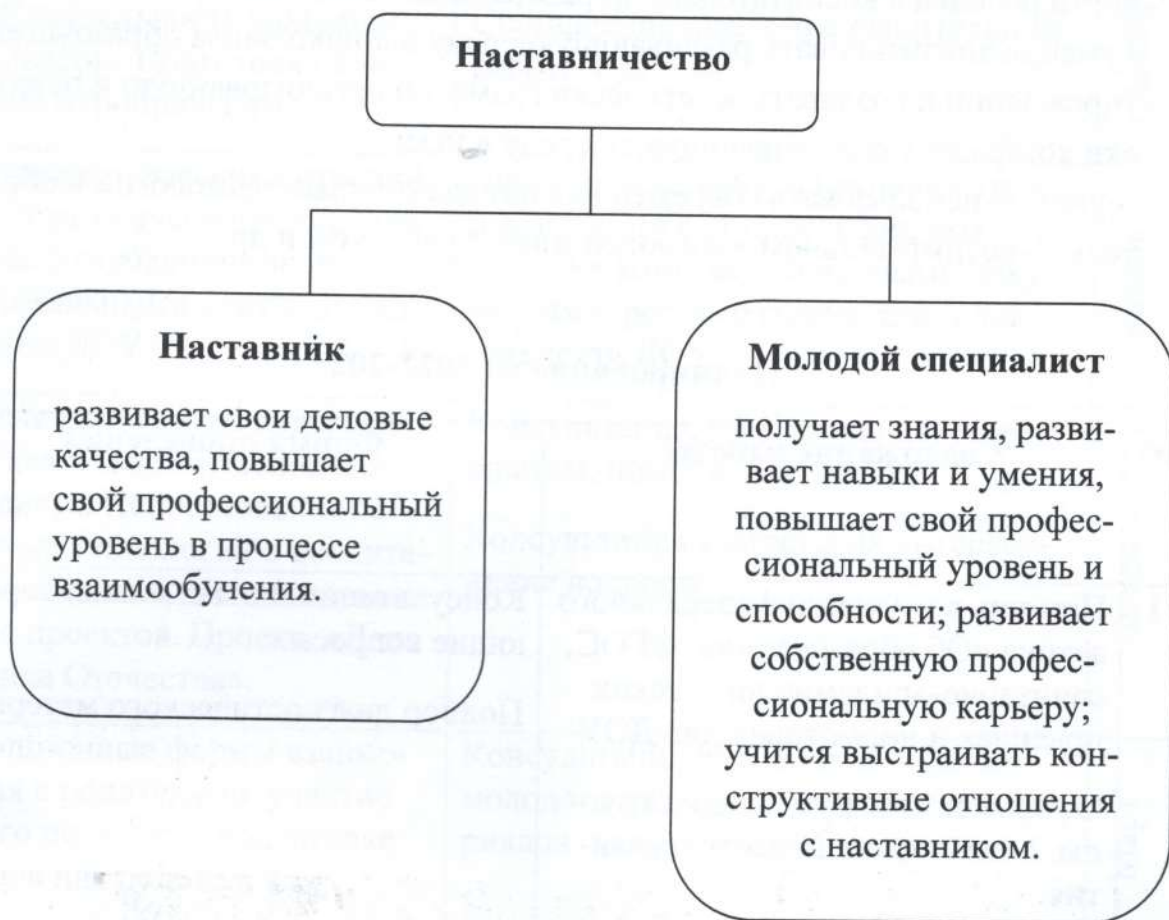 Наставничество
Наставник
развивает свои деловые
качества, повышает
свой профессиональный
уровень в процессе
взаимообучения.
Молодой специалист
получает знания, разви-
вает навыки и умения,
повышает свой профес-
сиональный уровень и
способности; развивает
собственную профес-
сиональную карьеру;
учится выстраивать кон-
структивные отношения
с наставником.